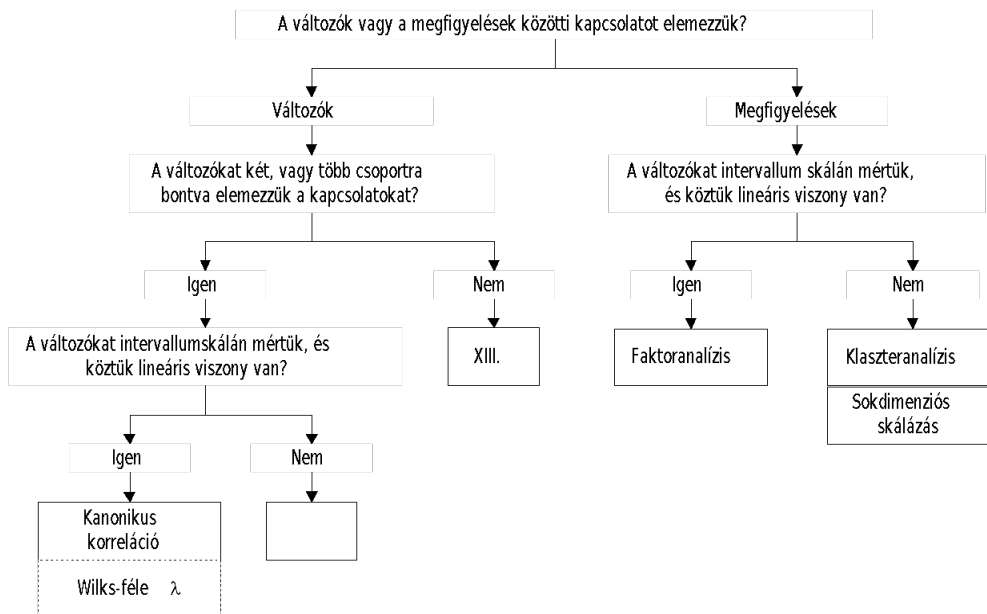 A változók vagy a megfigyelések közötti kapcsolatot elemezzük?
Változók
Megfigyelések
A változókat két, vagy több csoportra
bontva elemezzük a kapcsolatokat?
A változókat intervallum skálán mértük,
és köztük lineáris viszony van?
Igen
Nem
Igen
Nem
A változókat intervallumskálán mértük, és
köztük lineáris viszony van?
XIII.
Faktoranalízis
Klaszteranalízis
Sokdimenziós
skálázás
Igen
Nem
Kanonikus
korreláció
Wilks-féle λ